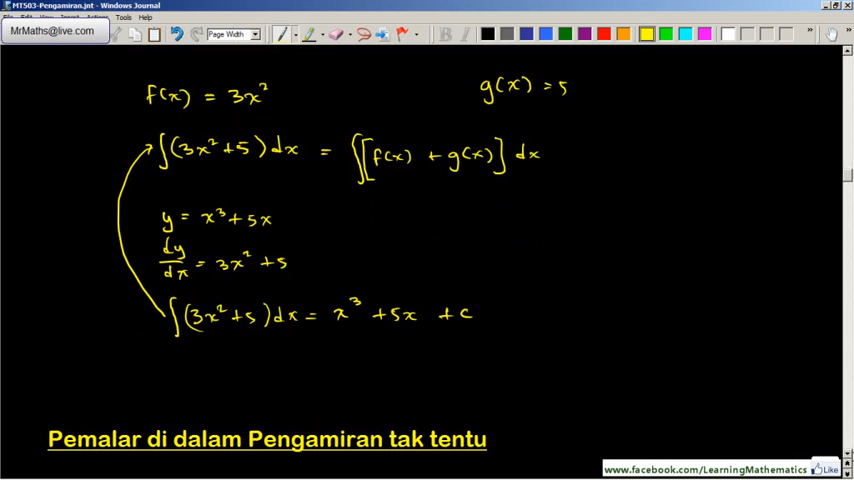 MT503-Pengamiran.jnt - Windows Journal
MrMaths@live.com
Page Width
f(x) = 3x²
g(x) = 5
∫(3x²+5)dx = ∫[f(x) + g(x)] dx
y = x³+5x
dy/dx = 3x² +5
∫(3x²+5)dx = x³ +5x +c
Pemalar di dalam Pengamiran tak tentu
www.facebook.com/LearningMathematics Like